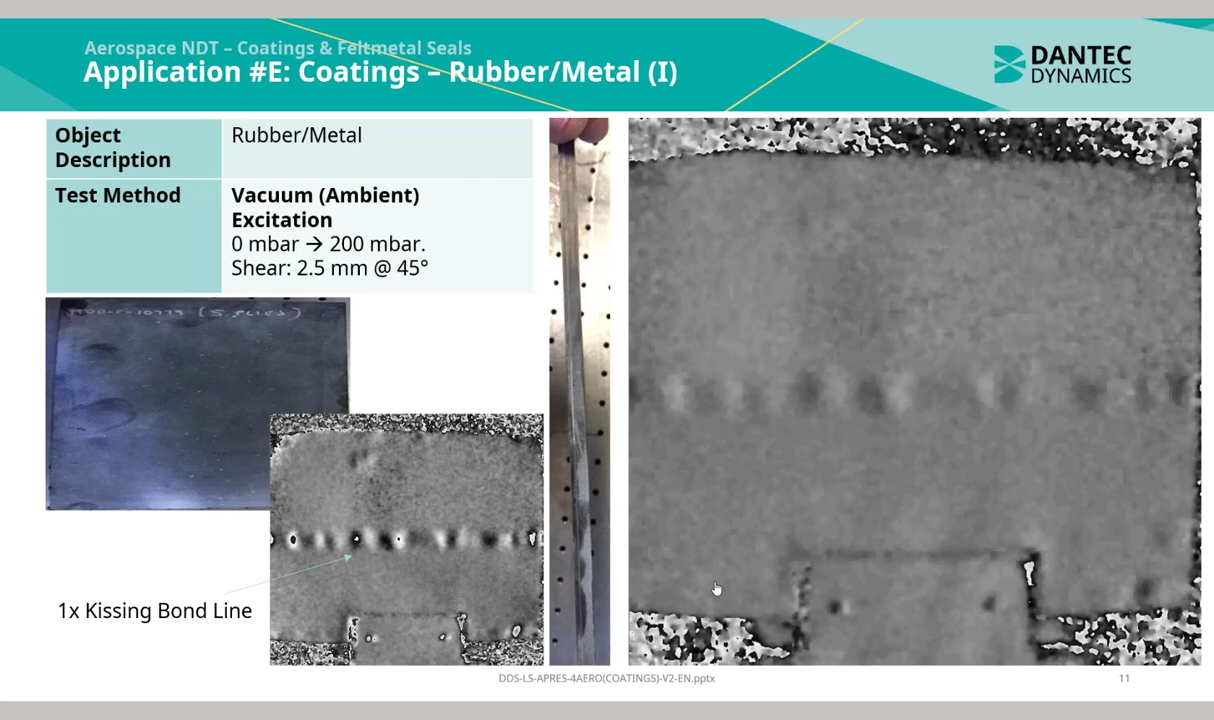 Aerospace NDT – Coatings & Feltmetal Seals
Application #E: Coatings – Rubber/Metal (I)
DANTEC
DYNAMICS
Object
Description
Rubber/Metal
Test Method
Vacuum (Ambient)
Excitation
0 mbar → 200 mbar.
Shear: 2.5 mm @ 45°
1x Kissing Bond Line
DDS-LS-APRES-4AERO(COATINGS)-V2-EN.pptx
11